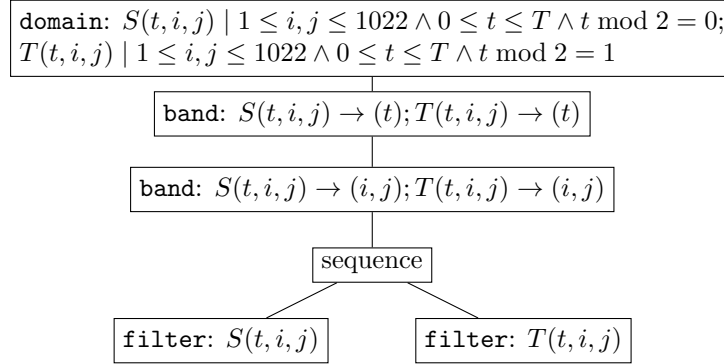 domain: S(t, i, j) | 1 ≤ i, j ≤ 1022 ∧ 0 ≤ t ≤ T ∧ t mod 2 = 0;
T(t, i, j) | 1 ≤ i, j ≤ 1022 ∧ 0 ≤ t ≤ T ∧ t mod 2 = 1
band: S(t, i, j) → (t); T(t, i, j) → (t)
band: S(t, i, j) → (i, j); T(t, i, j) → (i, j)
sequence
filter: S(t, i, j)
filter: T(t, i, j)